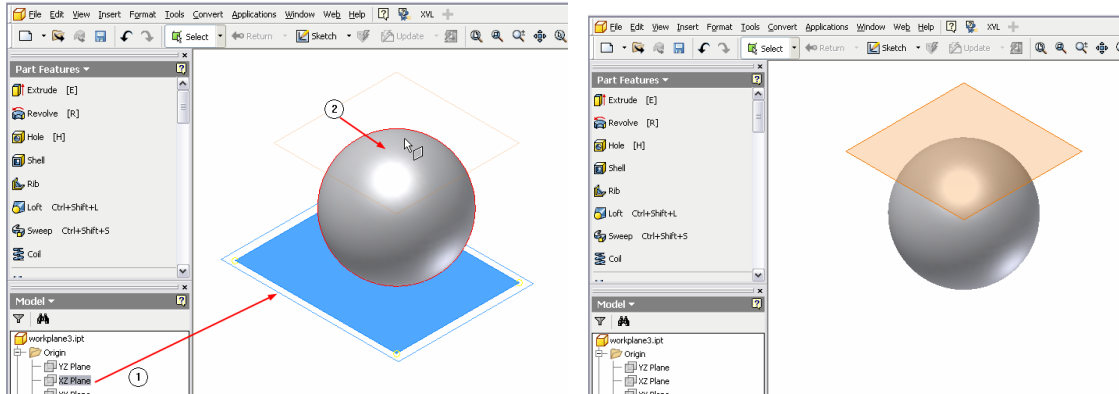 File Edit View Insert Format Tools Convert Applications Window Web Help XVL
Select Return Sketch Update
Part Features
Extrude [E]
Revolve [R]
Hole [H]
Shell
Rib
Loft Ctrl+Shift+L
Sweep Ctrl+Shift+S
Coil
Model
workplane3.ipt
Origin
YZ Plane
XZ Plane
1
2
File Edit View Insert Format Tools Convert Applications Window Web Help XVL
Select Return Sketch Update
Part Features
Extrude [E]
Revolve [R]
Hole [H]
Shell
Rib
Loft Ctrl+Shift+L
Sweep Ctrl+Shift+S
Coil
Model
workplane3.ipt
Origin
YZ Plane
XZ Plane